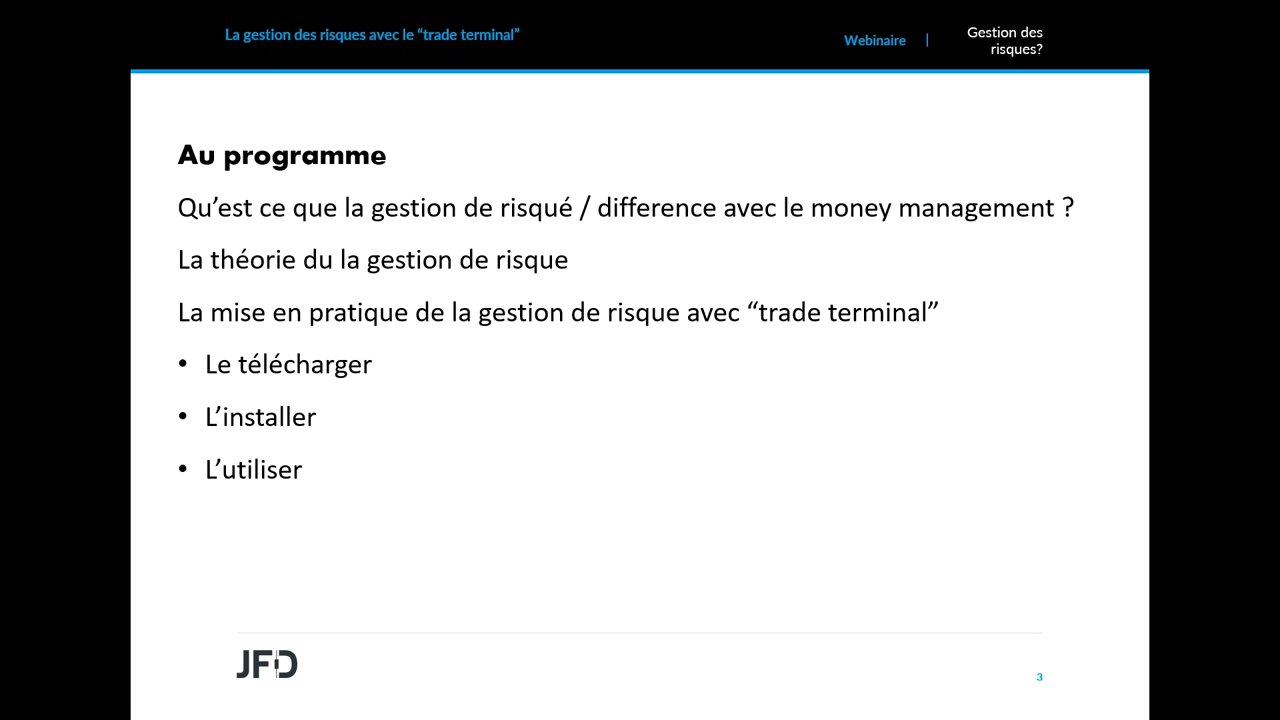 La gestion des risques avec le “trade terminal”
Webinaire |
Gestion des
risques?
Au programme
Qu’est ce que la gestion de risqué / difference avec le money management ?
La théorie du la gestion de risque
La mise en pratique de la gestion de risque avec “trade terminal”
• Le télécharger
• L’installer
• L’utiliser
JFD
3